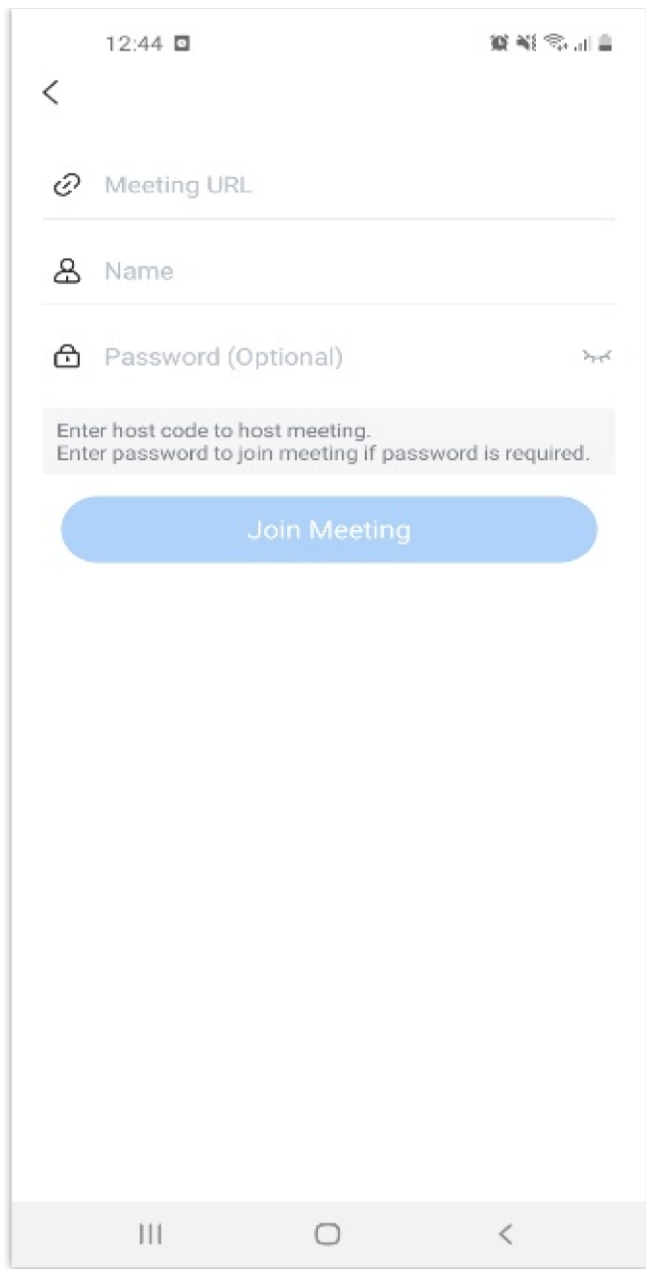 12:44
Meeting URL
Name
Password (Optional)
Enter host code to host meeting.
Enter password to join meeting if password is required.
Join Meeting